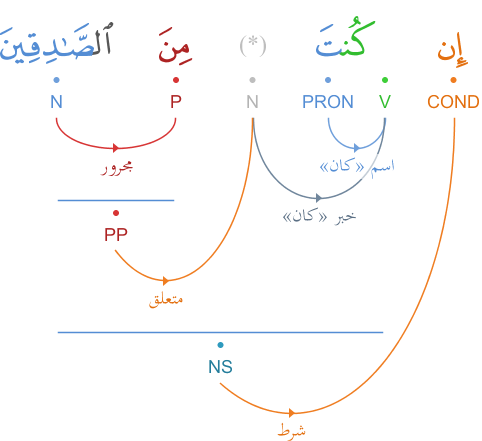 إِن كُنتَ (*) مِنَ ٱلصَّـٰدِقِينَ
COND V PRON N P N
مجرور
اسم «كان»
خبر «كان»
PP
متعلق
NS
شرط